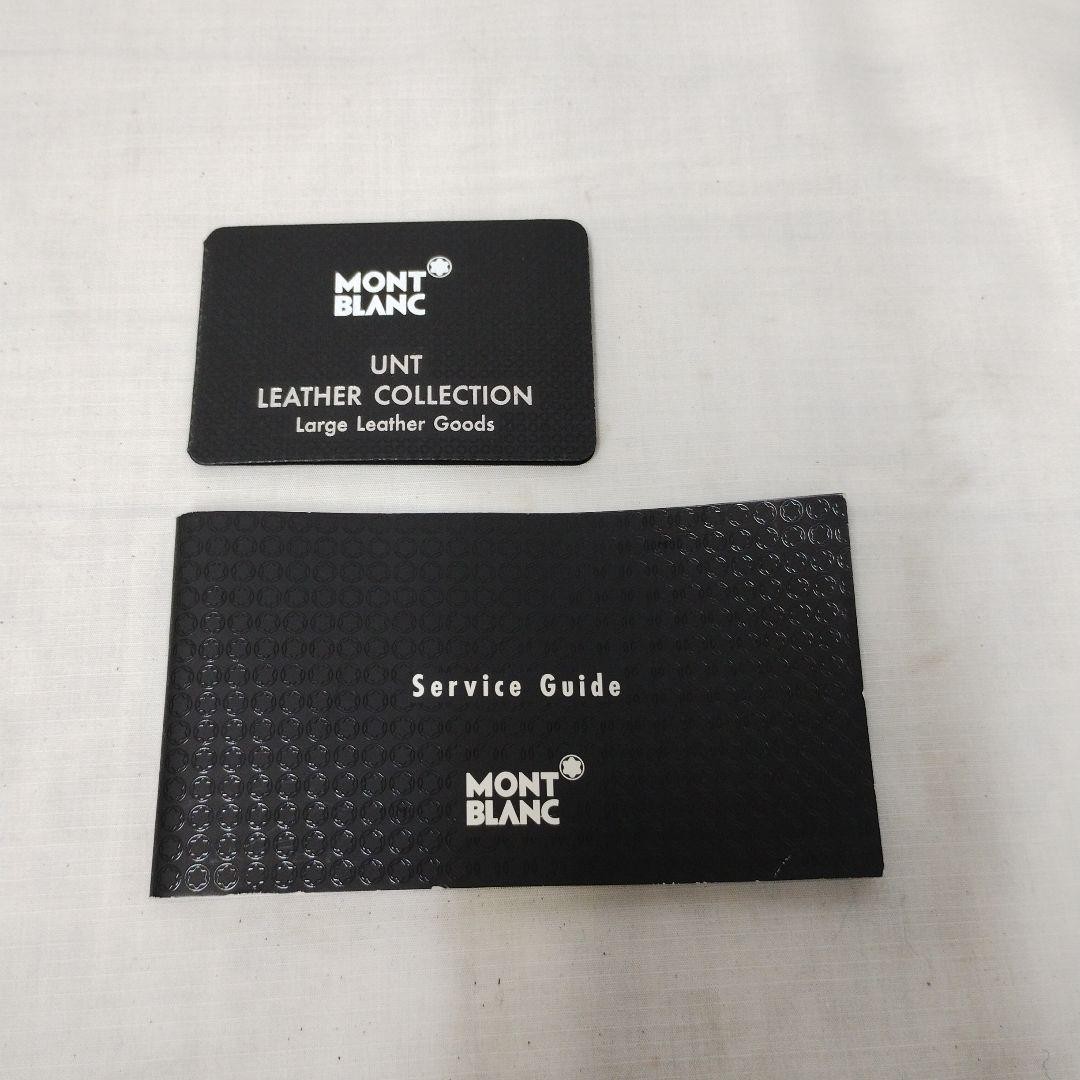 MONT
BLANC
UNT
LEATHER COLLECTION
Large Leather Goods
Service Guide
MONT
BLANC